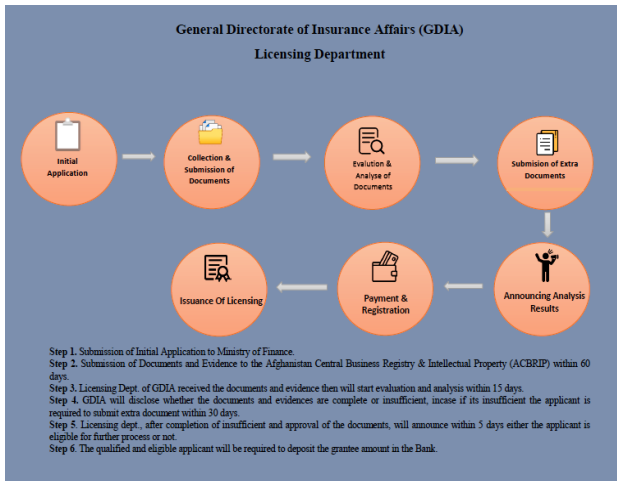 General Directorate of Insurance Affairs (GDIA)
Licensing Department
Initial
Application
Collection &
Submission of
Documents
Evalution &
Analyse of
Documents
Submision of Extra
Documents
Issuance Of Licensing
Payment &
Registration
Announcing Analysis
Results
Step 1. Submission of Initial Application to Ministry of Finance.
Step 2. Submission of Documents and Evidence to the Afghanistan Central Business Registry & Intellectual Property (ACBRIP) within 60
days.
Step 3. Licensing Dept. of GDIA received the documents and evidence then will start evaluation and analysis within 15 days.
Step 4. GDIA will disclose whether the documents and evidences are complete or insufficient, incase if its insufficient the applicant is
required to submit extra document within 30 days.
Step 5. Licensing dept., after completion of insufficient and approval of the documents, will announce within 5 days either the applicant is
eligible for further process or not.
Step 6. The qualified and eligible applicant will be required to deposit the grantee amount in the Bank.